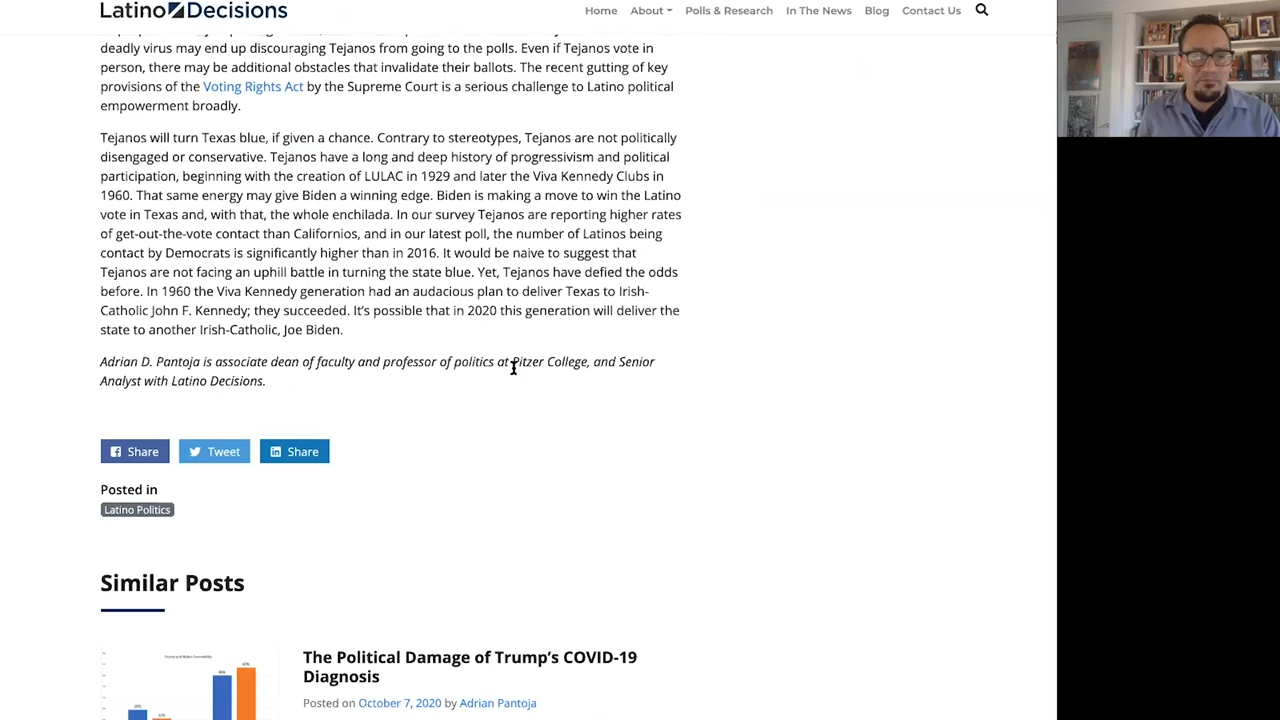 Latino Decisions
Home About Polls & Research In The News Blog Contact Us
deadly virus may end up discouraging Tejanos from going to the polls. Even if Tejanos vote in
person, there may be additional obstacles that invalidate their ballots. The recent gutting of key
provisions of the Voting Rights Act by the Supreme Court is a serious challenge to Latino political
empowerment broadly.
Tejanos will turn Texas blue, if given a chance. Contrary to stereotypes, Tejanos are not politically
disengaged or conservative. Tejanos have a long and deep history of progressivism and political
participation, beginning with the creation of LULAC in 1929 and later the Viva Kennedy Clubs in
1960. That same energy may give Biden a winning edge. Biden is making a move to win the Latino
vote in Texas and, with that, the whole enchilada. In our survey Tejanos are reporting higher rates
of get-out-the-vote contact than Californios, and in our latest poll, the number of Latinos being
contact by Democrats is significantly higher than in 2016. It would be naive to suggest that
Tejanos are not facing an uphill battle in turning the state blue. Yet, Tejanos have defied the odds
before. In 1960 the Viva Kennedy generation had an audacious plan to deliver Texas to Irish-
Catholic John F. Kennedy; they succeeded. It's possible that in 2020 this generation will deliver the
state to another Irish-Catholic, Joe Biden.
Adrian D. Pantoja is associate dean of faculty and professor of politics at Pitzer College, and Senior
Analyst with Latino Decisions.
Share Tweet Share
Posted in
Latino Politics
Similar Posts
The Political Damage of Trump's COVID-19
Diagnosis
Posted on October 7, 2020 by Adrian Pantoja